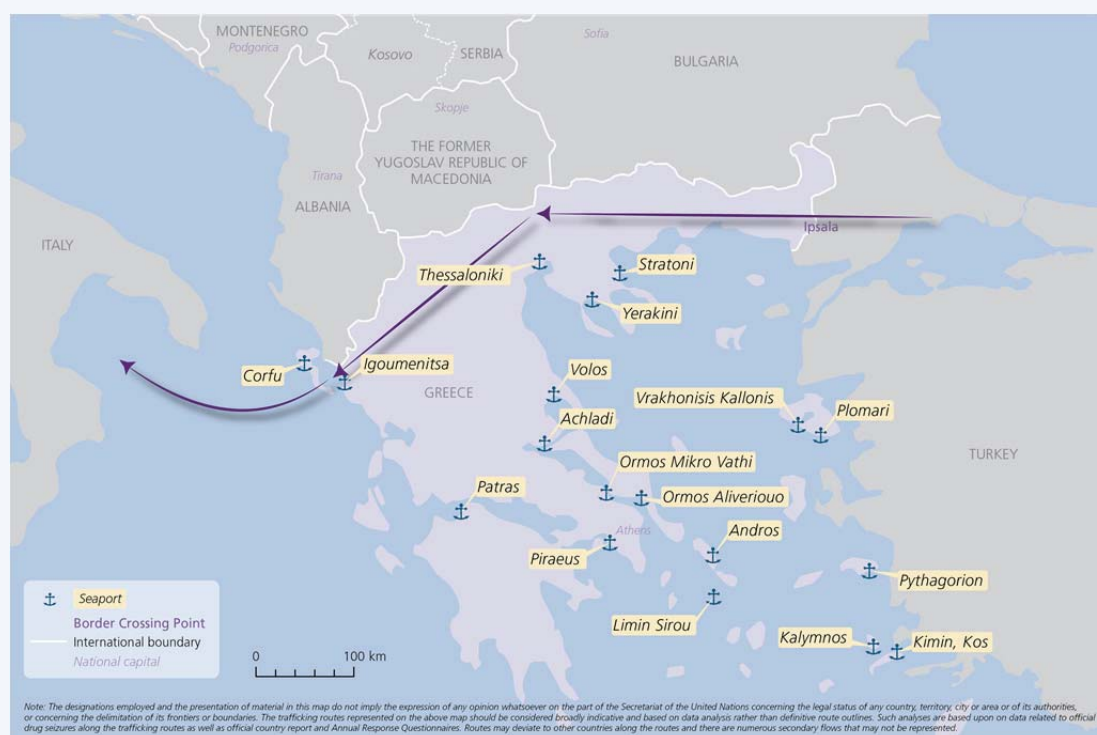 MONTENEGRO
Podgorica
Kosovo
SERBIA
Sofia
BULGARIA
Skopje
THE FORMER
YUGOSLAV REPUBLIC OF
MACEDONIA
Tirana
ALBANIA
ITALY
Ipsala
Thessaloniki
Stratoni
Yerakini
Corfu
Igoumenitsa
GREECE
Volos
Vrakhonisis Kallonis
Plomari
Achladi
TURKEY
Ormos Mikro Vathi
Patras
Ormos Aliveriouo
Athens
Andros
Piraeus
Pythagorion
Limin Sirou
Kalymnos
Kimin, Kos
Seaport
Border Crossing Point
International boundary
National capital
0 100 km
Note: The designations employed and the presentation of material in this map do not imply the expression of any opinion whatsoever on the part of the Secretariat of the United Nations concerning the legal status of any country, territory, city or area or of its authorities,
or concerning the delimitation of its frontiers or boundaries. The trafficking routes represented on the above map should be considered broadly indicative and based on data analysis rather than definitive route outlines. Such analyses are based upon on data related to official
drug seizures along the trafficking routes as well as official country report and Annual Response Questionnaires. Routes may deviate to other countries along the routes and there are numerous secondary flows that may not be represented.